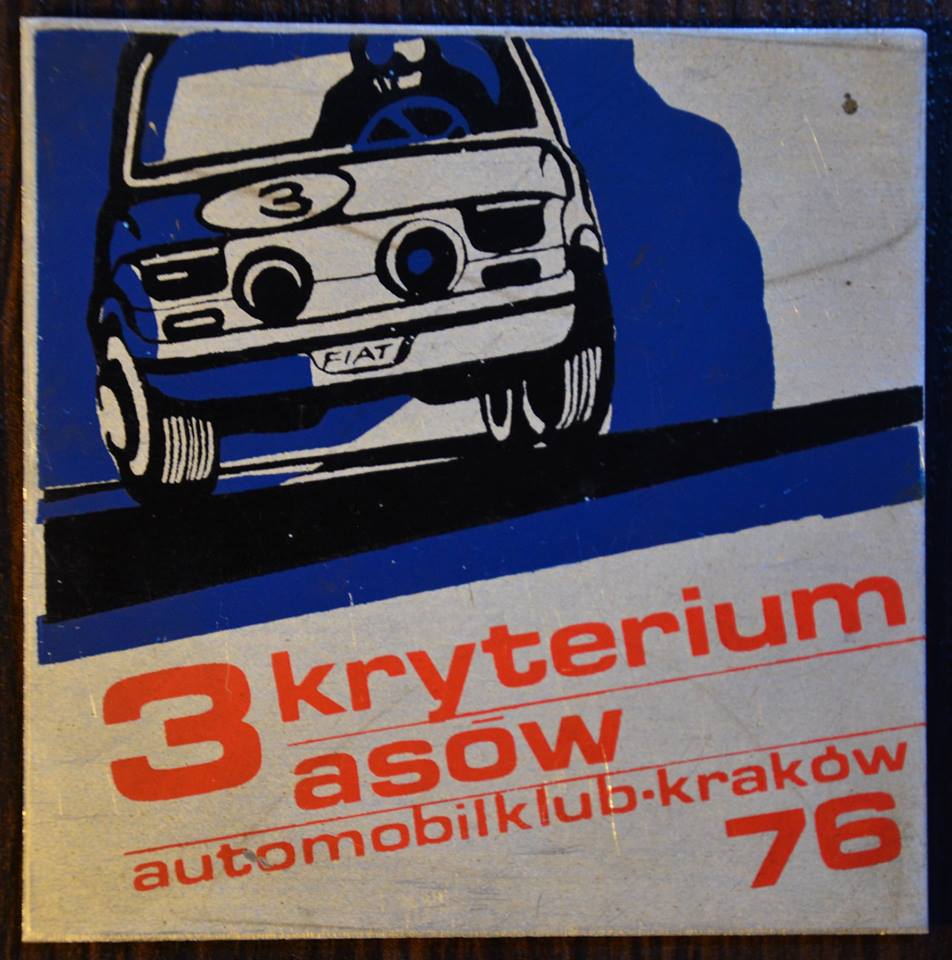 3
FIAT
3 kryterium
asów
automobilklub·kraków
76